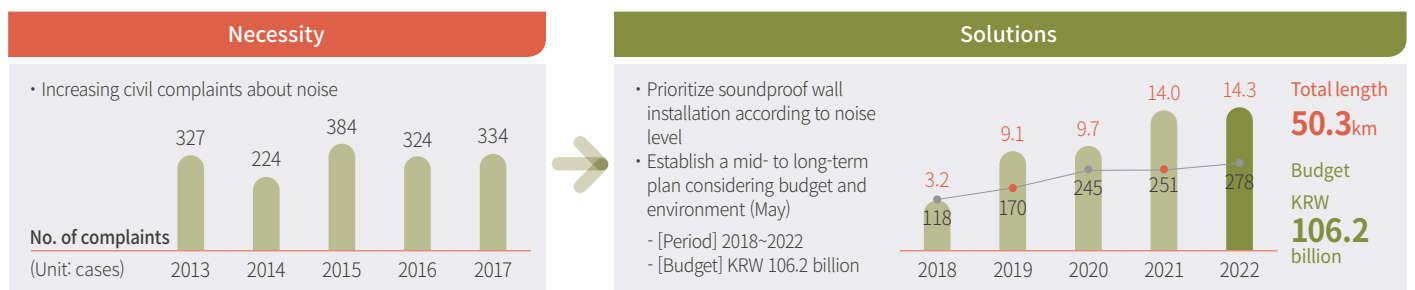 Necessity
• Increasing civil complaints about noise
327
224
384
324
334
No. of complaints
(Unit: cases)
2013
2014
2015
2016
2017
Solutions
• Prioritize soundproof wall
installation according to noise
level
• Establish a mid- to long-term
plan considering budget and
environment (May)
- [Period] 2018~2022
- [Budget] KRW 106.2 billion
3.2
9.1
9.7
14.0
14.3
118
170
245
251
278
2018
2019
2020
2021
2022
Total length
50.3km
Budget
KRW
106.2
billion